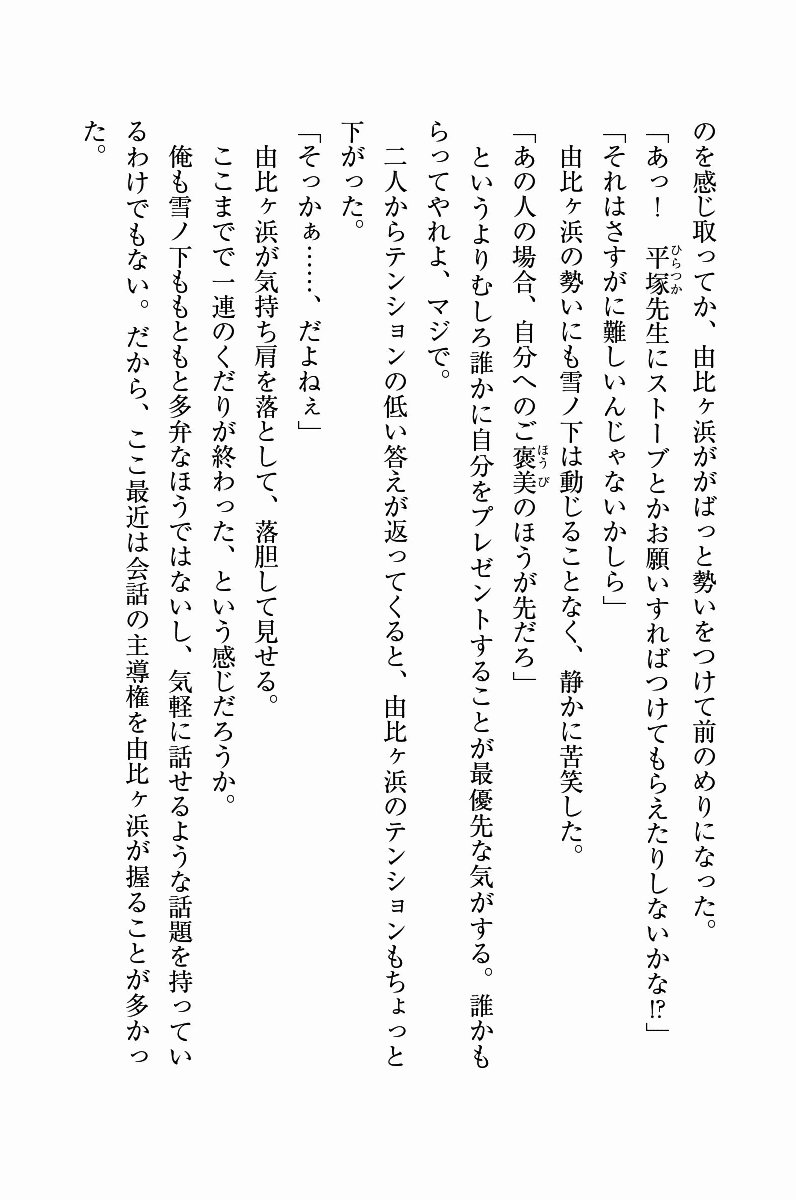 のを感じ取ってか、由比ヶ浜ががばっと勢いをつけて前のめりになった。
「あっ！　平塚先生にストーブとかお願いすればつけてもらえたりしないかな!?」
ひらつか
「それはさすがに難しいんじゃないかしら」
　由比ヶ浜の勢いにも雪ノ下は動じることなく、静かに苦笑した。
「あの人の場合、自分へのご褒美のほうが先だろ」
ほうび
　というよりむしろ誰かに自分をプレゼントすることが最優先な気がする。誰かも
らってやれよ、マジで。
　二人からテンションの低い答えが返ってくると、由比ヶ浜のテンションもちょっと
下がった。
「そっかぁ……、だよねぇ」
　由比ヶ浜が気持ち肩を落として、落胆して見せる。
　ここまでで一連のくだりが終わった、という感じだろうか。
　俺も雪ノ下ももともと多弁なほうではないし、気軽に話せるような話題を持ってい
るわけでもない。だから、ここ最近は会話の主導権を由比ヶ浜が握ることが多かっ
た。